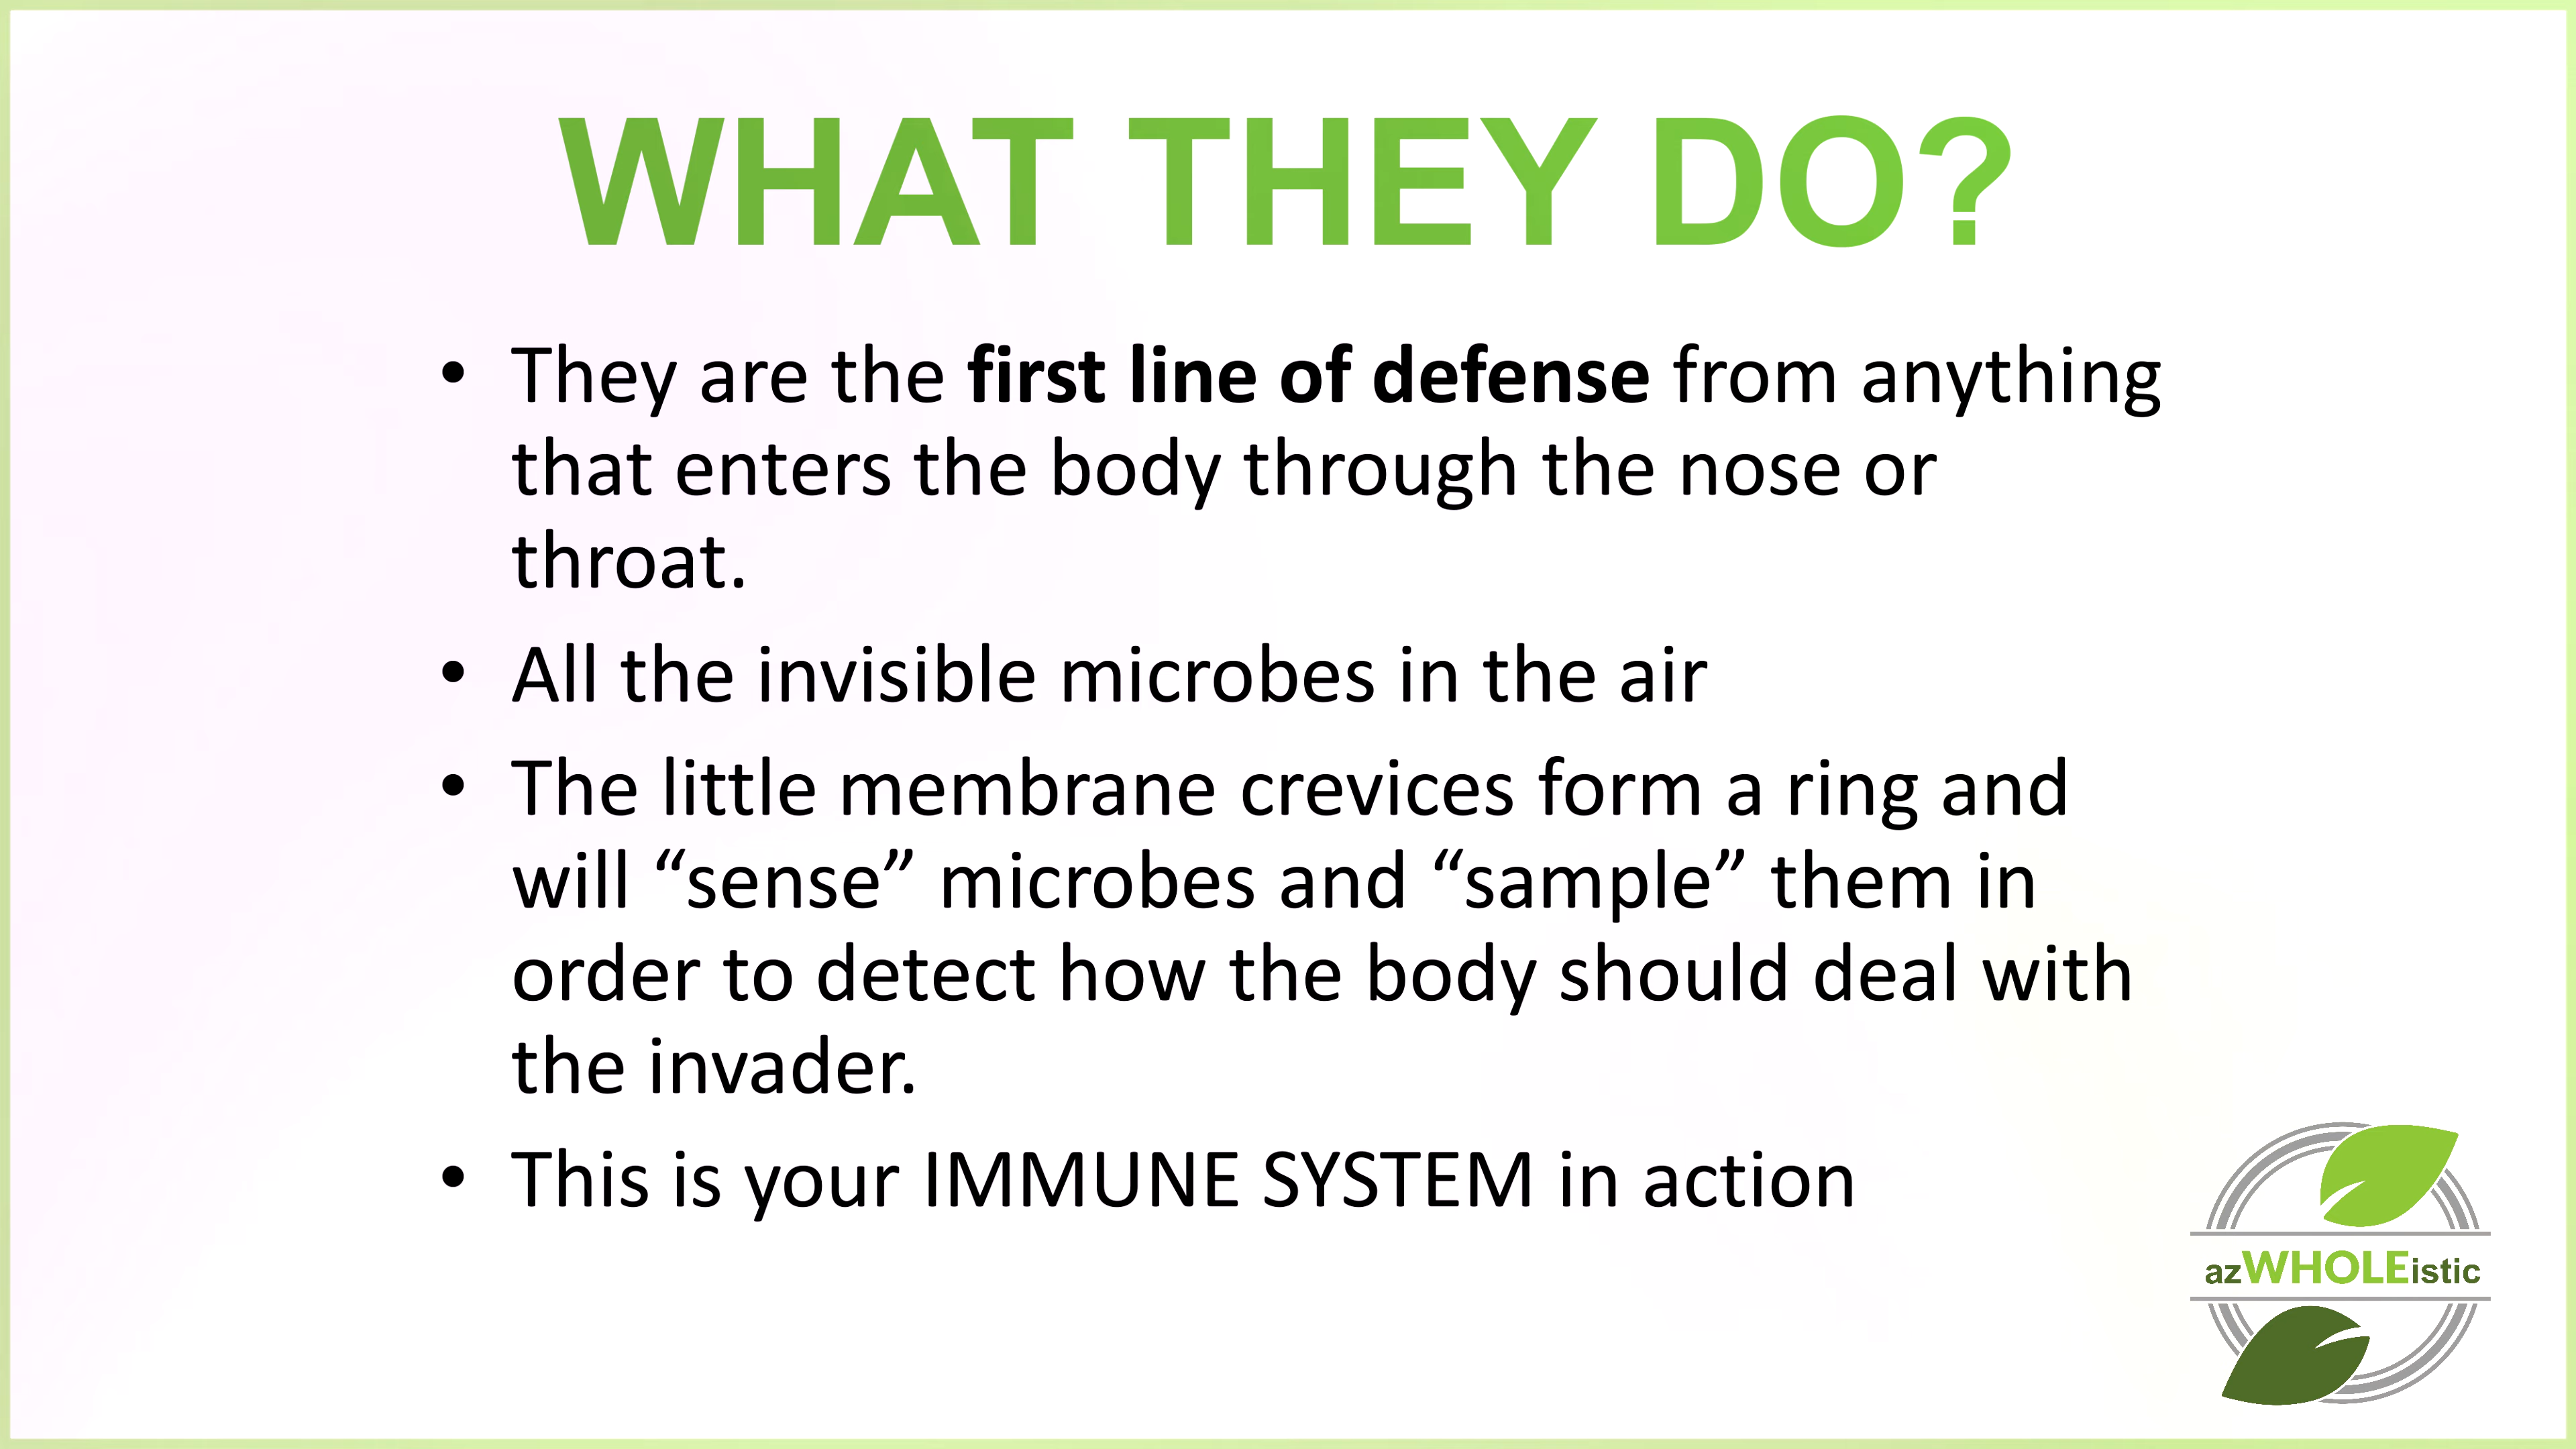 WHAT THEY DO?
• They are the first line of defense from anything
that enters the body through the nose or
throat.
• All the invisible microbes in the air
• The little membrane crevices form a ring and
will “sense” microbes and “sample” them in
order to detect how the body should deal with
the invader.
• This is your IMMUNE SYSTEM in action
azWHOLEistic